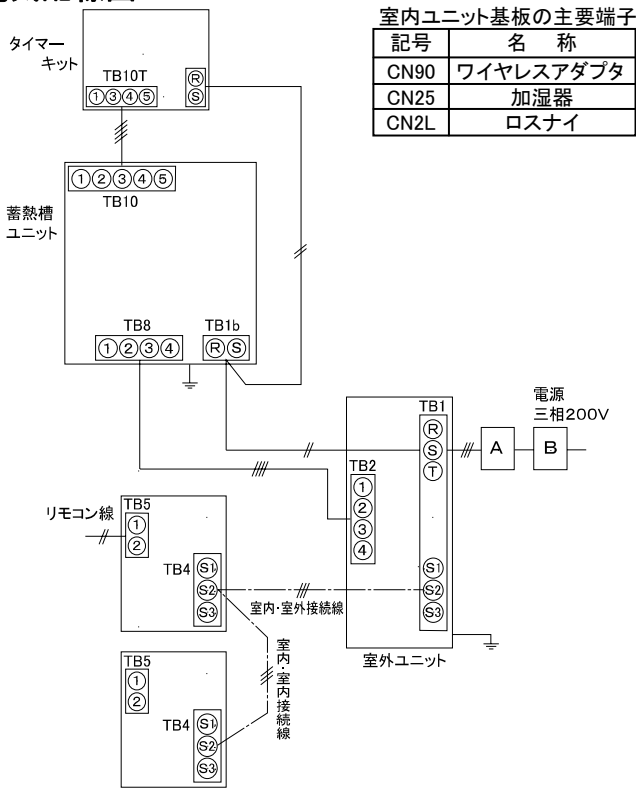 室内ユニット基板の主要端子
記号 名 称
CN90 ワイヤレスアダプタ
CN25 加湿器
CN2L ロスナイ
タイマー
キット
TB10T
①③④⑤
R
S
①②③④⑤
TB10
蓄熱槽
ユニット
TB8 TB1b
①②③④ R S
電源
三相200V
TB1
R
S
T
A B
TB2
①
②
③
④
S1
S2
S3
室外ユニット
リモコン線
TB5
①
②
TB4
S1
S2
S3
室内・室外接続線
室内・室内接続線
TB5
①
②
TB4
S1
S2
S3